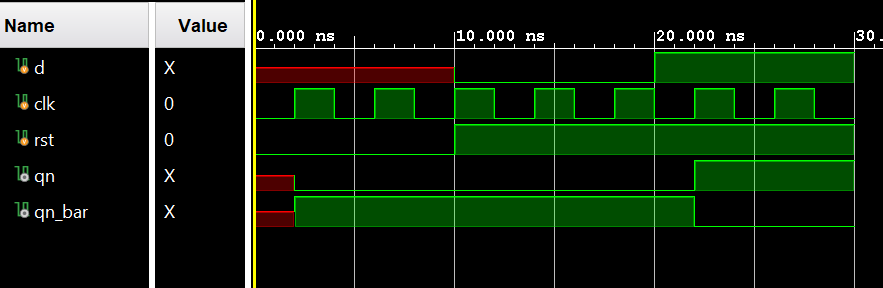 Name Value 0.000 ns 10.000 ns 20.000 ns 30.
d X
clk 0
rst 0
qn X
qn_bar X